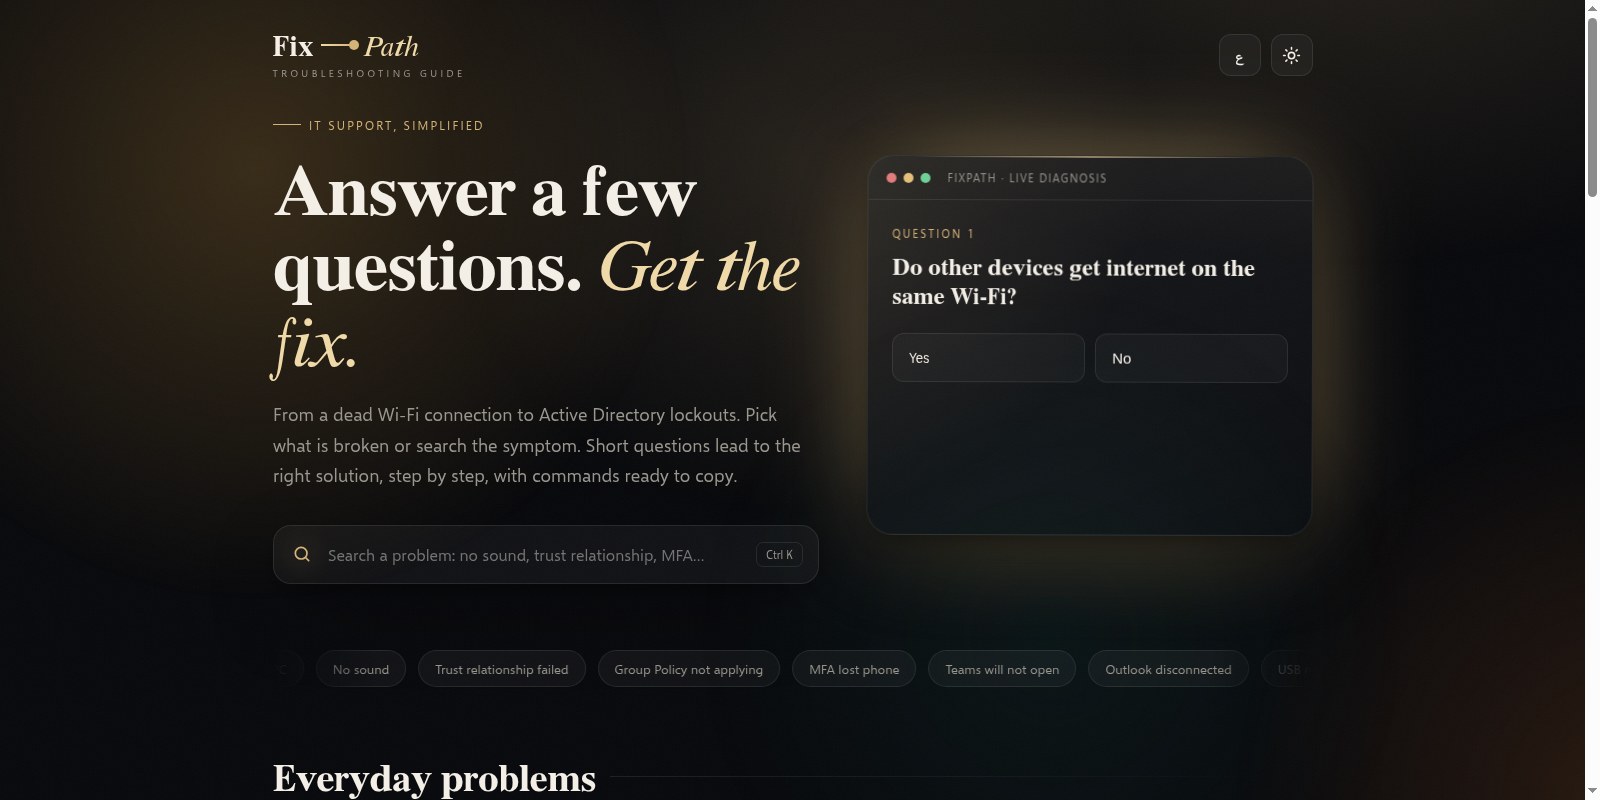 Fix Path
TROUBLESHOOTING GUIDE
ع
IT SUPPORT, SIMPLIFIED
Answer a few
questions. Get the
fix.
From a dead Wi-Fi connection to Active Directory lockouts. Pick
what is broken or search the symptom. Short questions lead to the
right solution, step by step, with commands ready to copy.
Search a problem: no sound, trust relationship, MFA...
Ctrl K
FIXPATH · LIVE DIAGNOSIS
QUESTION 1
Do other devices get internet on the
same Wi-Fi?
Yes
No
No sound
Trust relationship failed
Group Policy not applying
MFA lost phone
Teams will not open
Outlook disconnected
USB
Everyday problems